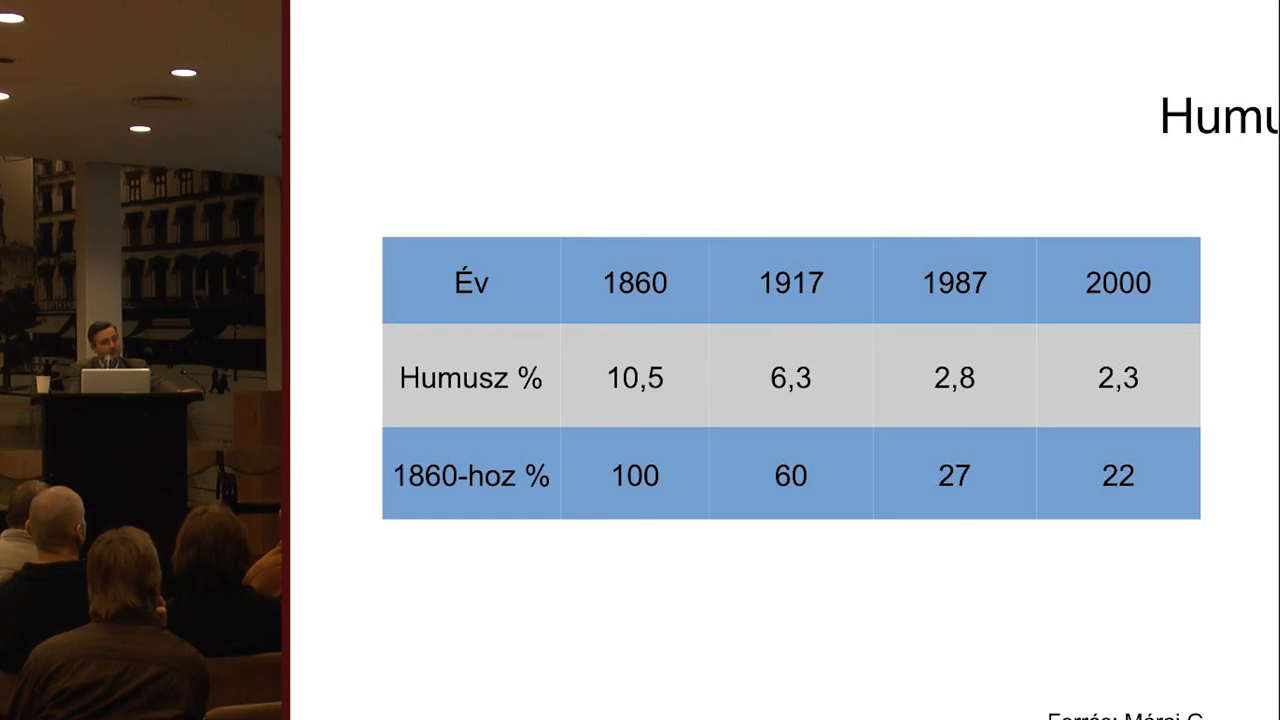 Humu
Év 1860 1917 1987 2000
Humusz % 10,5 6,3 2,8 2,3
1860-hoz % 100 60 27 22
Forrás: